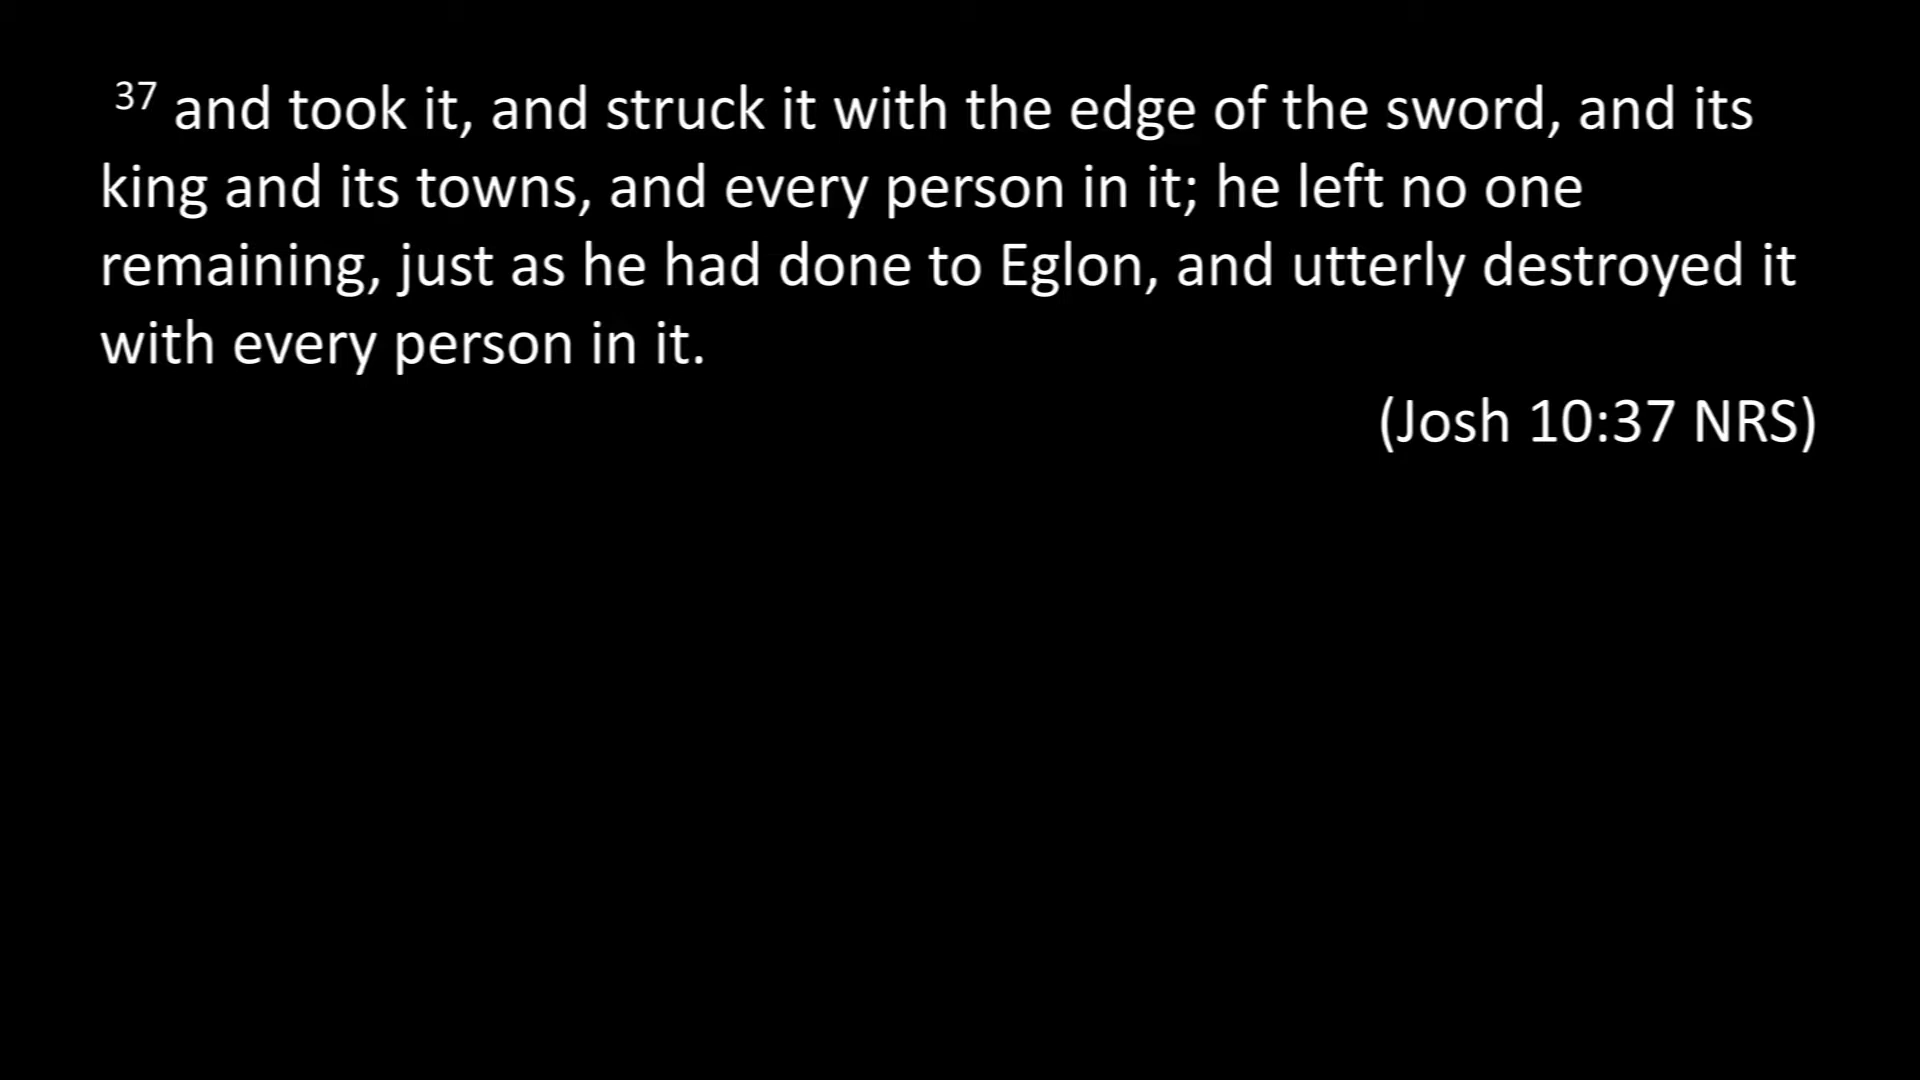 37 and took it, and struck it with the edge of the sword, and its
king and its towns, and every person in it; he left no one
remaining, just as he had done to Eglon, and utterly destroyed it
with every person in it.
(Josh 10:37 NRS)